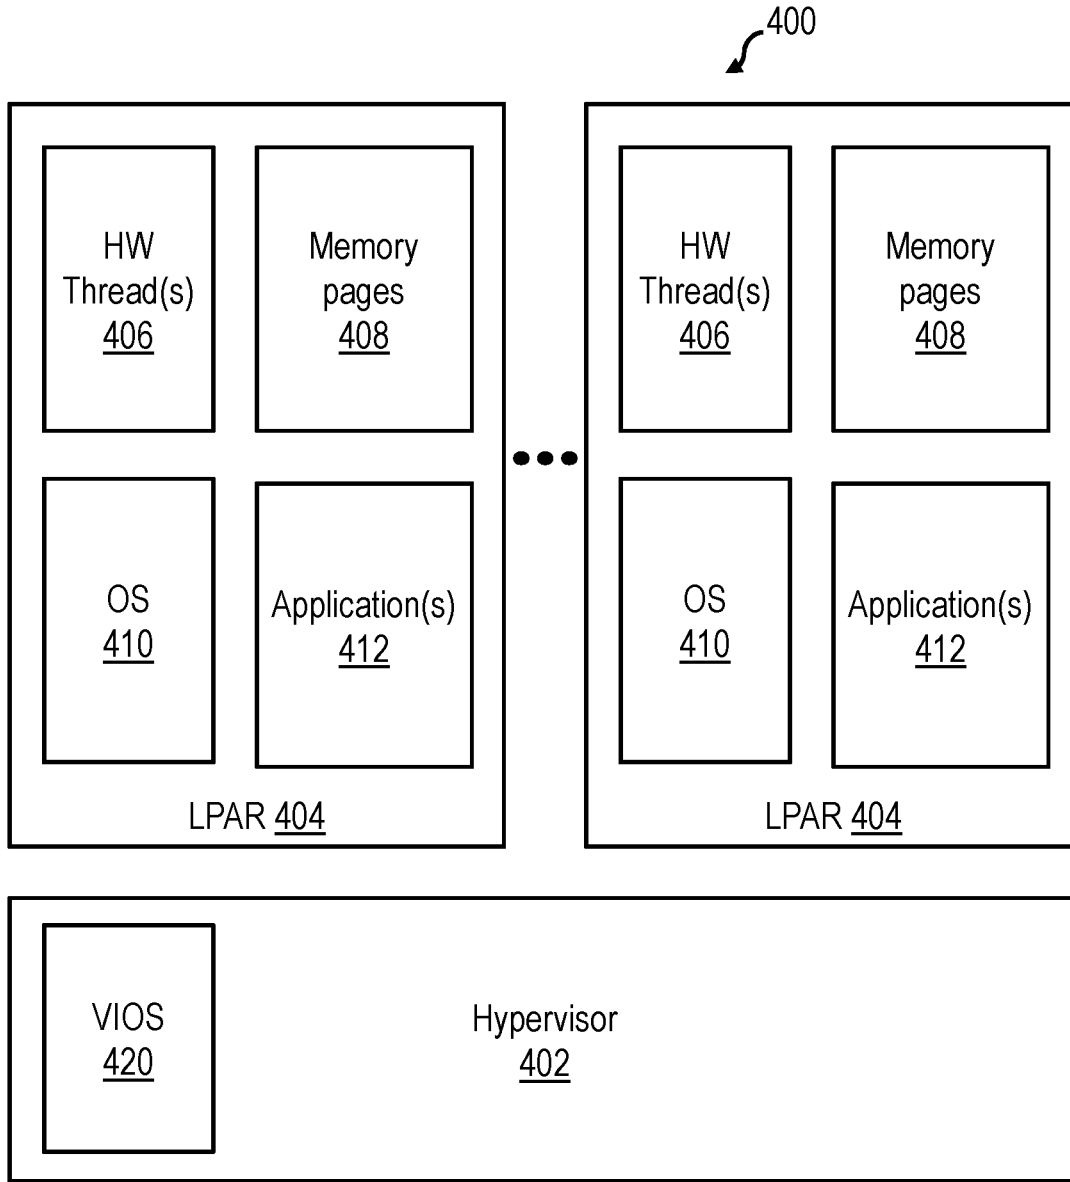 400
HW
Thread(s)
406
Memory
pages
408
HW
Thread(s)
406
Memory
pages
408
OS
410
Application(s)
412
OS
410
Application(s)
412
LPAR 404
LPAR 404
VIOS
420
Hypervisor
402